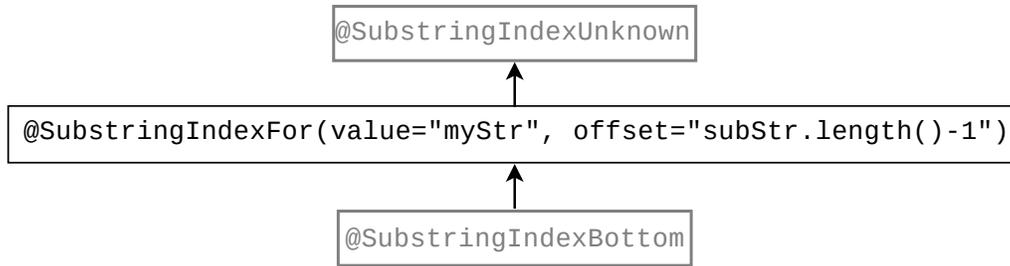 @SubstringIndexUnknown
@SubstringIndexFor(value="myStr", offset="subStr.length()-1")
@SubstringIndexBottom